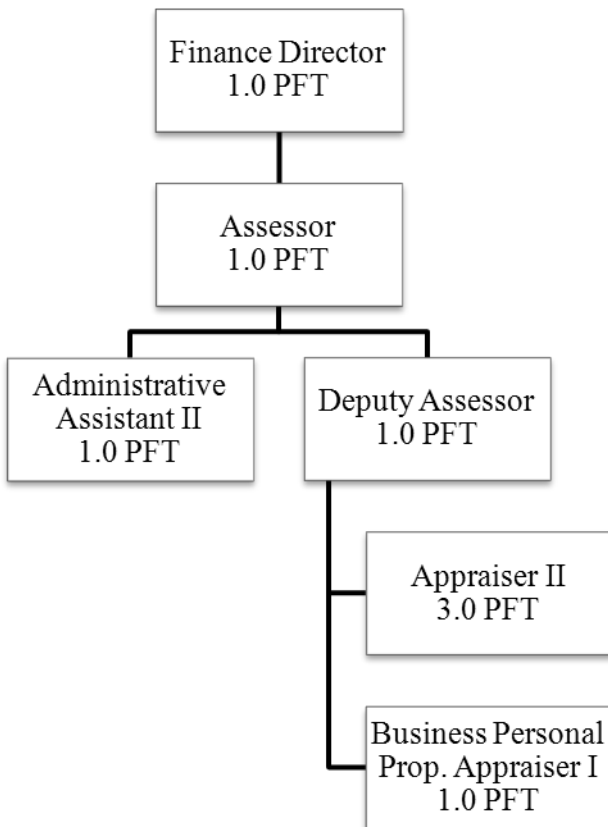 Finance Director
1.0 PFT
Assessor
1.0 PFT
Administrative
Assistant II
1.0 PFT
Deputy Assessor
1.0 PFT
Appraiser II
3.0 PFT
Business Personal
Prop. Appraiser I
1.0 PFT